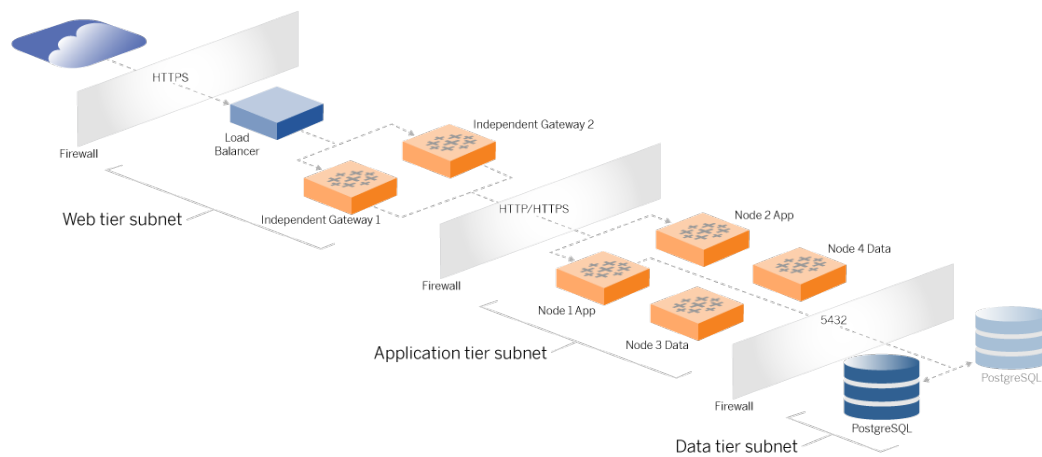 HTTPS
Firewall
Load
Balancer
Independent Gateway 2
Independent Gateway 1
Web tier subnet
HTTP/HTTPS
Firewall
Node 2 App
Node 4 Data
Node 1 App
Node 3 Data
Application tier subnet
5432
Firewall
PostgreSQL
PostgreSQL
Data tier subnet